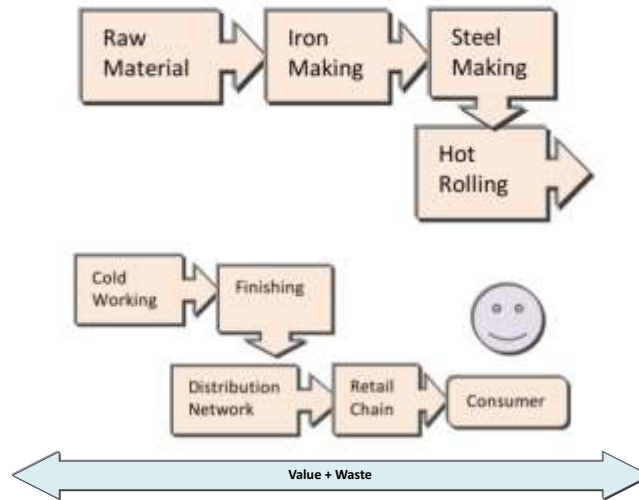 Raw
Material
Iron
Making
Steel
Making
Hot
Rolling
Cold
Working
Finishing
Distribution
Network
Retail
Chain
Consumer
Value + Waste